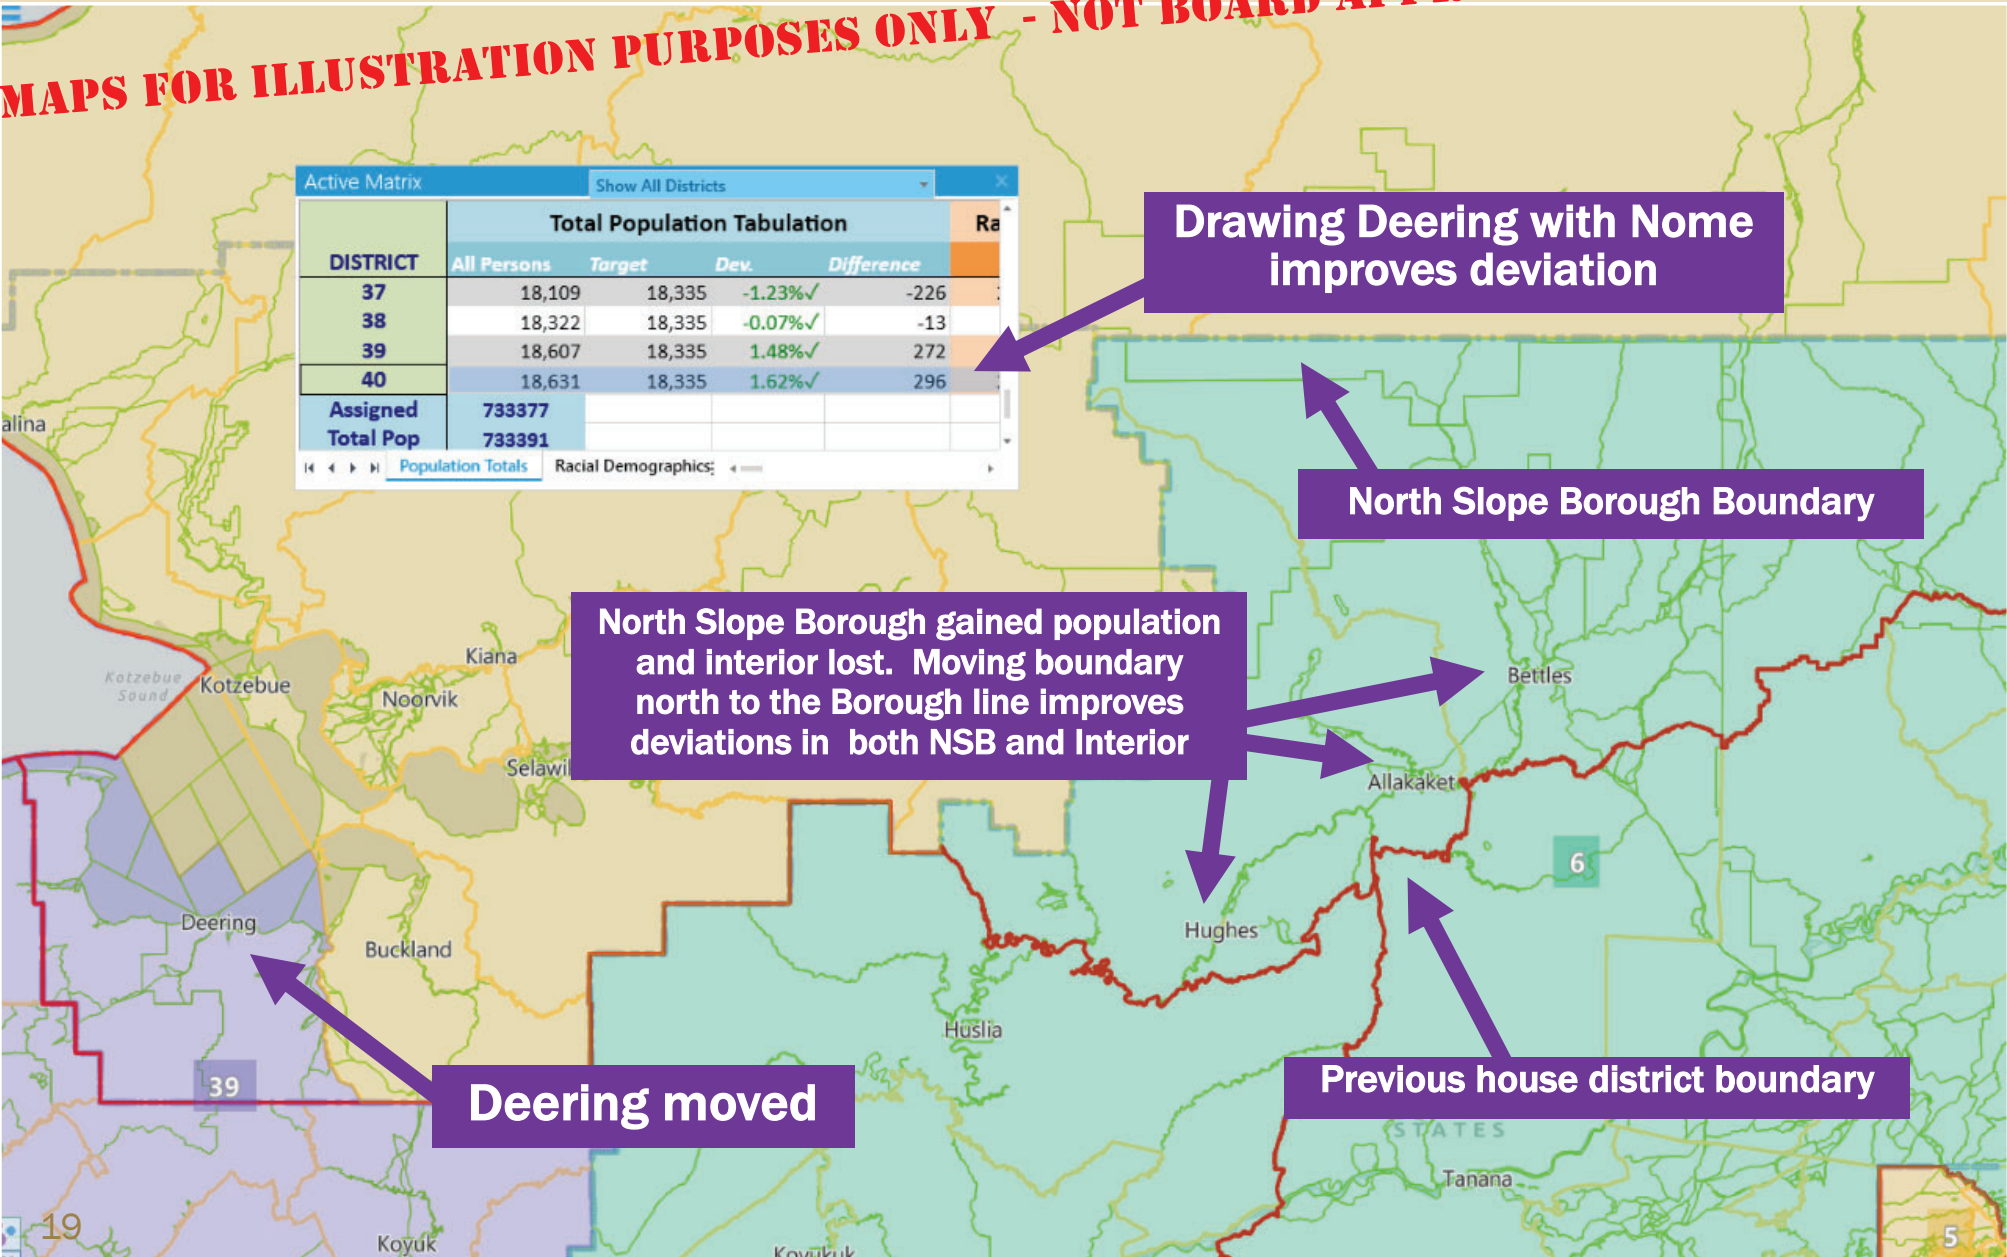 MAPS FOR ILLUSTRATION PURPOSES ONLY - NOT BOARD
Active Matrix
Show All Districts
Total Population Tabulation
Ra
DISTRICT All Persons Target Dev. Difference
37 18,109 18,335 -1.23%✓ -226
38 18,322 18,335 -0.07%✓ -13
39 18,607 18,335 1.48%✓ 272
40 18,631 18,335 1.62%✓ 296
Assigned 733377
Total Pop 733391
Population Totals Racial Demographics
Drawing Deering with Nome
improves deviation
North Slope Borough Boundary
North Slope Borough gained population
and interior lost. Moving boundary
north to the Borough line improves
deviations in both NSB and Interior
alina
Kotzebue
Sound
Kotzebue
Kiana
Noorvik
Selawi
Bettles
Allakaket
6
Deering
Buckland
Hughes
Huslia
39
Deering moved
Previous house district boundary
STATES
Tanana
19
Koyuk
Koyukuk
5